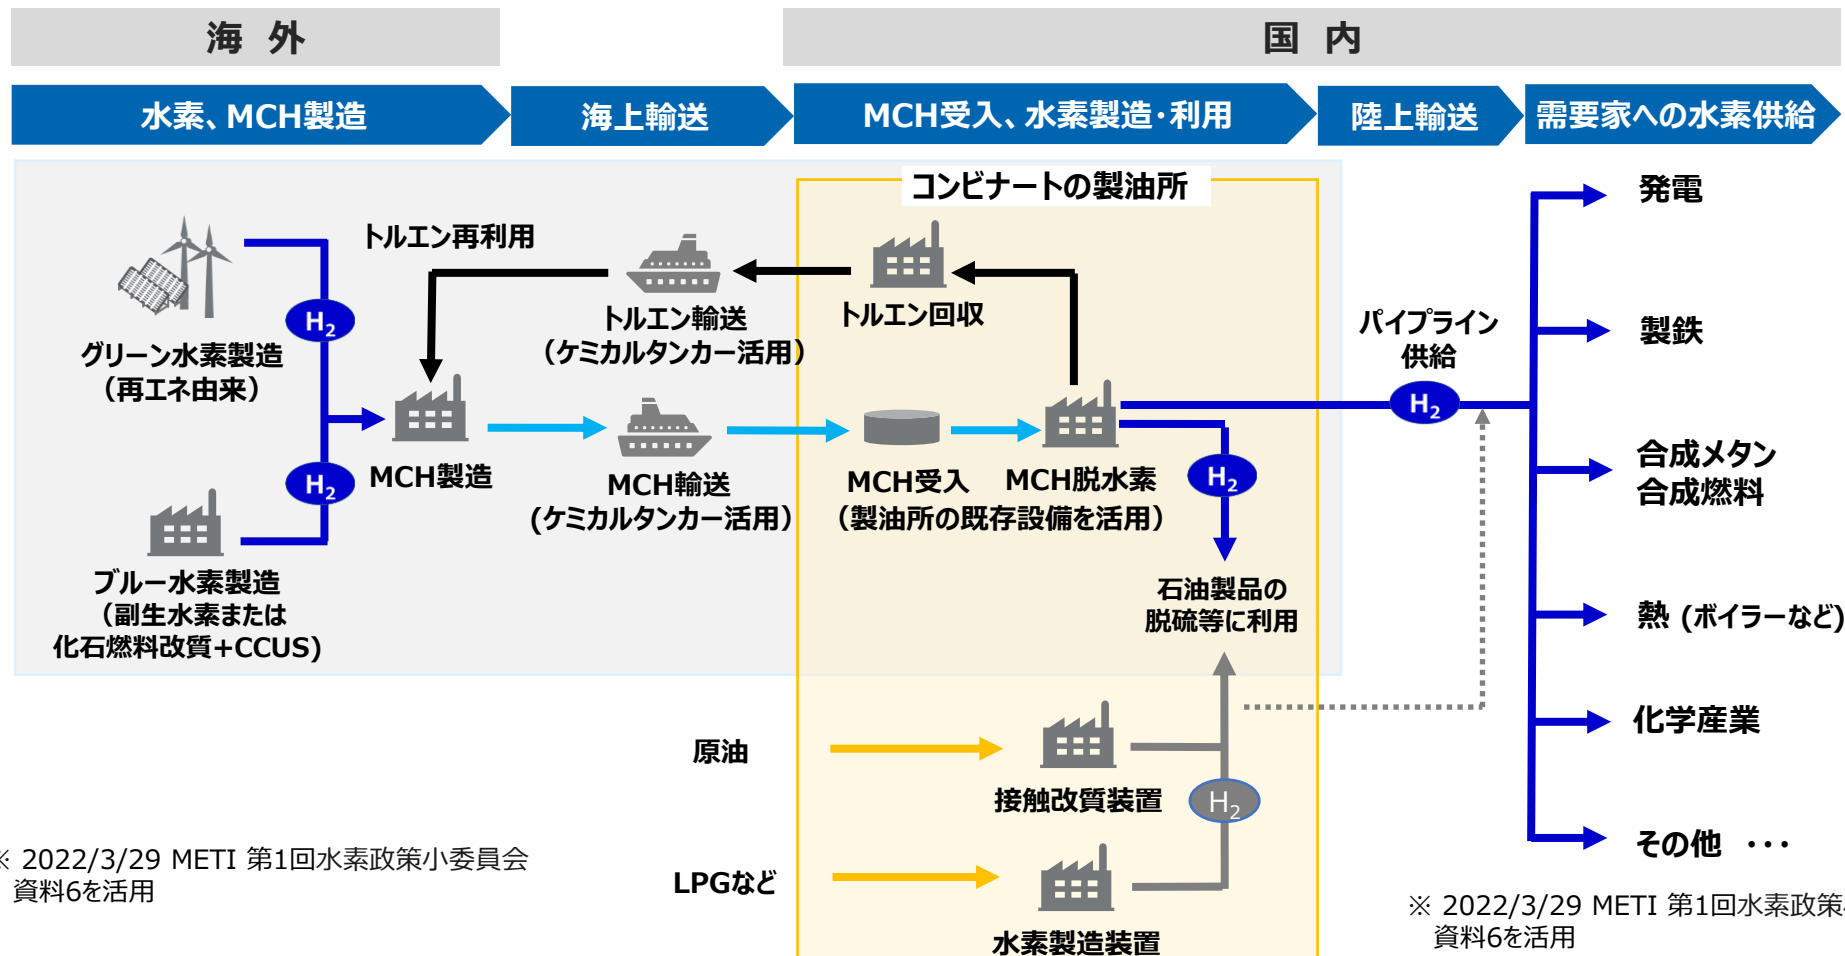 海 外
国 内
水素、MCH製造
海上輸送
MCH受入、水素製造・利用
陸上輸送
需要家への水素供給
コンビナートの製油所
トルエン再利用
H2
グリーン水素製造
（再エネ由来）
トルエン輸送
（ケミカルタンカー活用）
トルエン回収
MCH製造
H2
MCH輸送
(ケミカルタンカー活用）
MCH受入
MCH脱水素
（製油所の既存設備を活用）
H2
ブルー水素製造
（副生水素または
化石燃料改質+CCUS)
石油製品の
脱硫等に利用
パイプライン
供給
H2
発電
製鉄
合成メタン
合成燃料
熱 (ボイラーなど)
化学産業
その他 ・・・
原油
接触改質装置
H2
LPGなど
水素製造装置
※ 2022/3/29 METI 第1回水素政策小委員会
資料6を活用
※ 2022/3/29 METI 第1回水素政策
資料6を活用